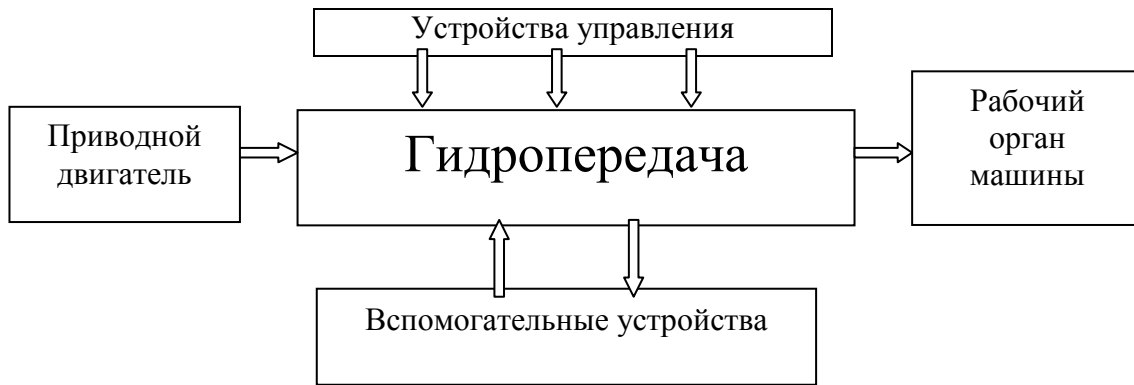 Устройства управления
Приводной
двигатель
Гидропередача
Рабочий
орган
машины
Вспомогательные устройства